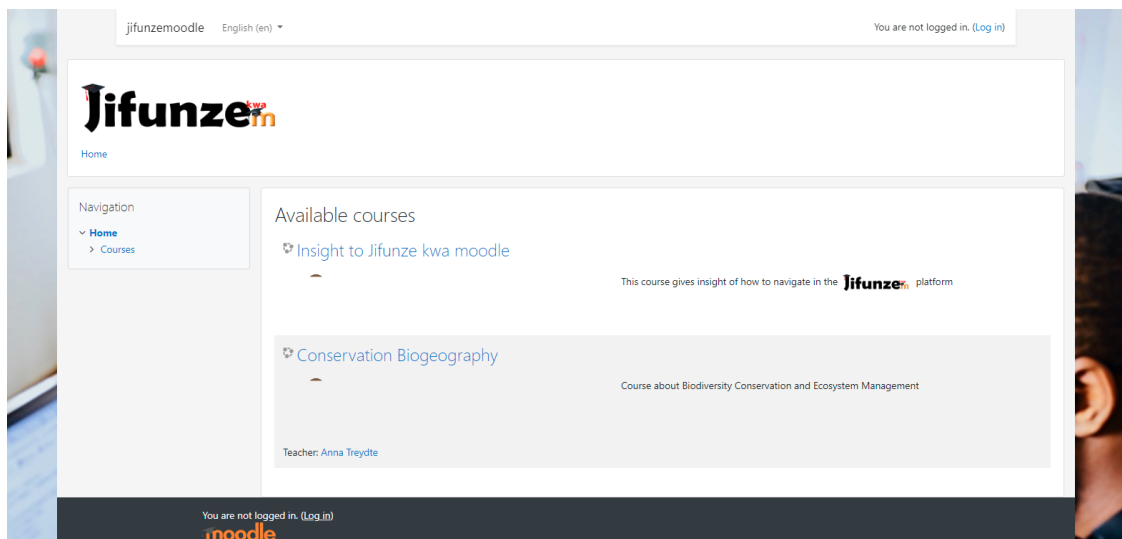 jifunzemoodle English (en) You are not logged in. (Log in)
Jifunze kwa m
Home
Navigation
Home
Courses
Available courses
Insight to Jifunze kwa moodle
This course gives insight of how to navigate in the Jifunze m platform
Conservation Biogeography
Course about Biodiversity Conservation and Ecosystem Management
Teacher: Anna Treydte
You are not logged in. (Log in)
moodle